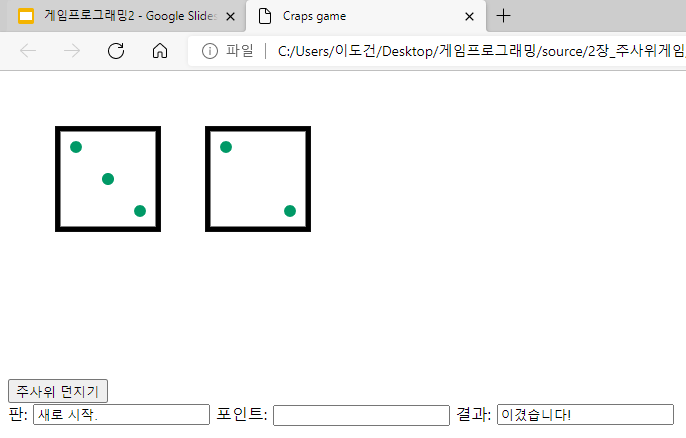 게임프로그래밍2 - Google Slides
Craps game
파일 C:/Users/이도건/Desktop/게임프로그래밍/source/2장_주사위게임
주사위 던지기
판: 새로 시작. 포인트: 결과: 이겼습니다!